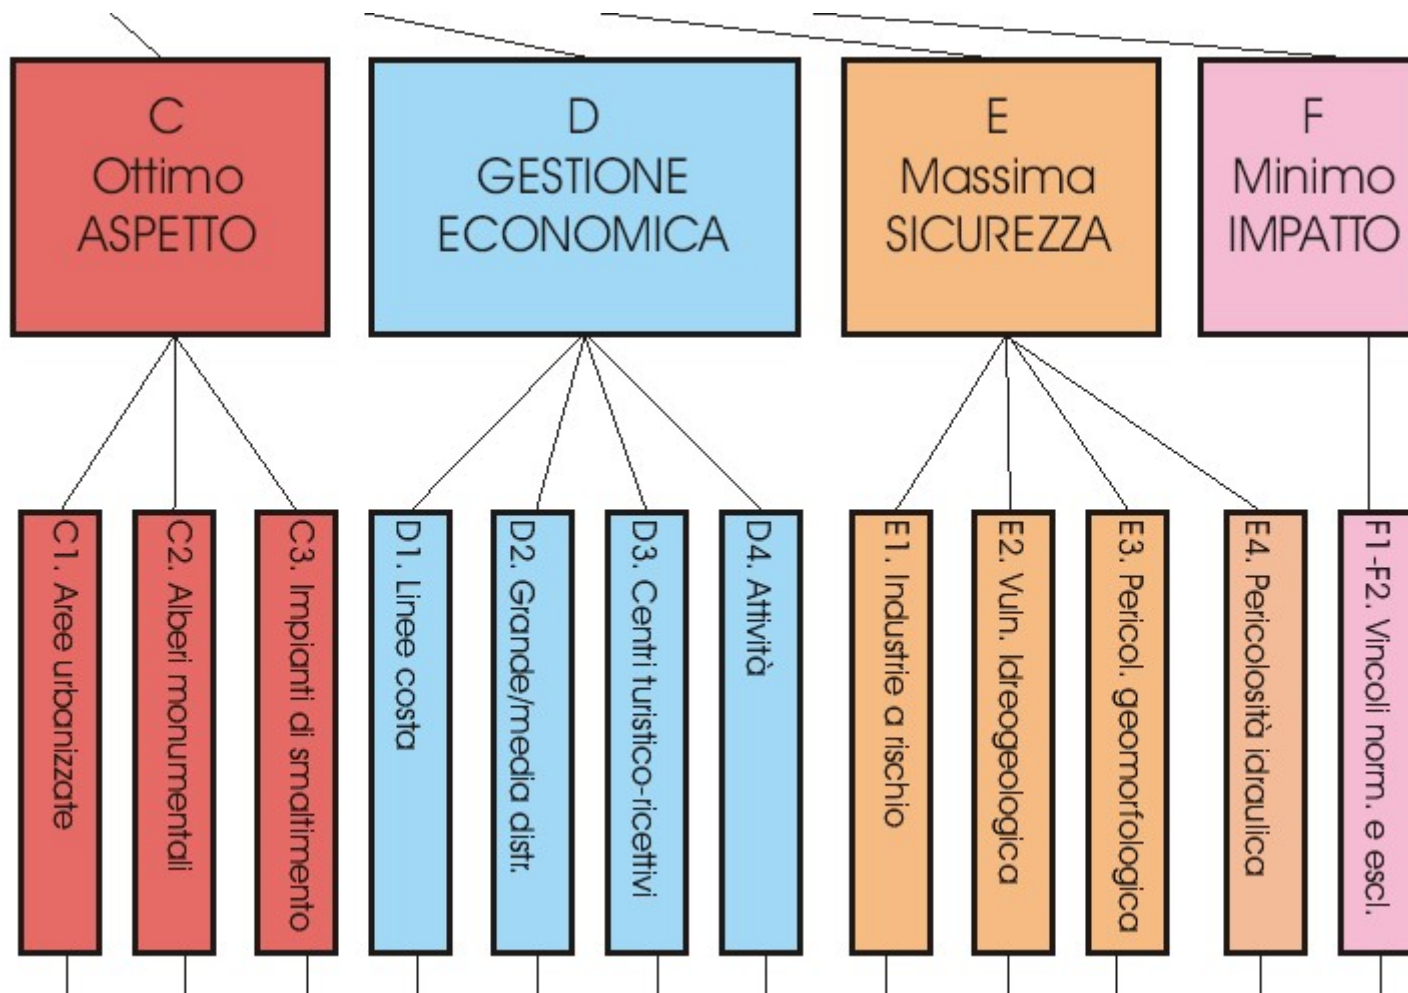 C
Ottimo
ASPETTO
D
GESTIONE
ECONOMICA
E
Massima
SICUREZZA
F
Minimo
IMPATTO
C1. Aree urbanizzate
C2. Alberi monumentali
C3. Impianti di smaltimento
D1. Linee costa
D2. Grande/media distr.
D3. Centri turistico-ricettivi
D4. Attività
E1. Industrie a rischio
E2. Vuln. Idreogeologica
E3. Pericol. geomorfologica
E4. Pericolosità idraulica
F1-F2. Vincoli norm. e escl.